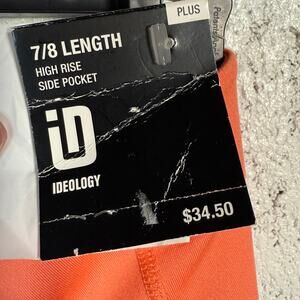 PLUS
7/8 LENGTH
HIGH RISE
SIDE POCKET
iD
IDEOLOGY
$34.50